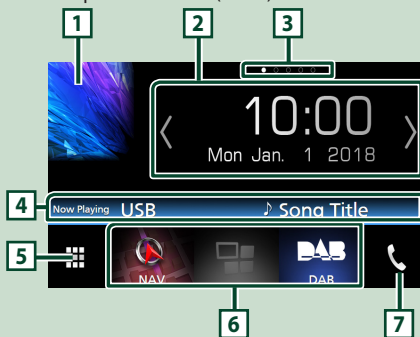 1
2
3
10:00
Mon Jan. 1 2018
4
Now Playing USB ♪ Song Title
5
NAV
DAB
DAB
6
7